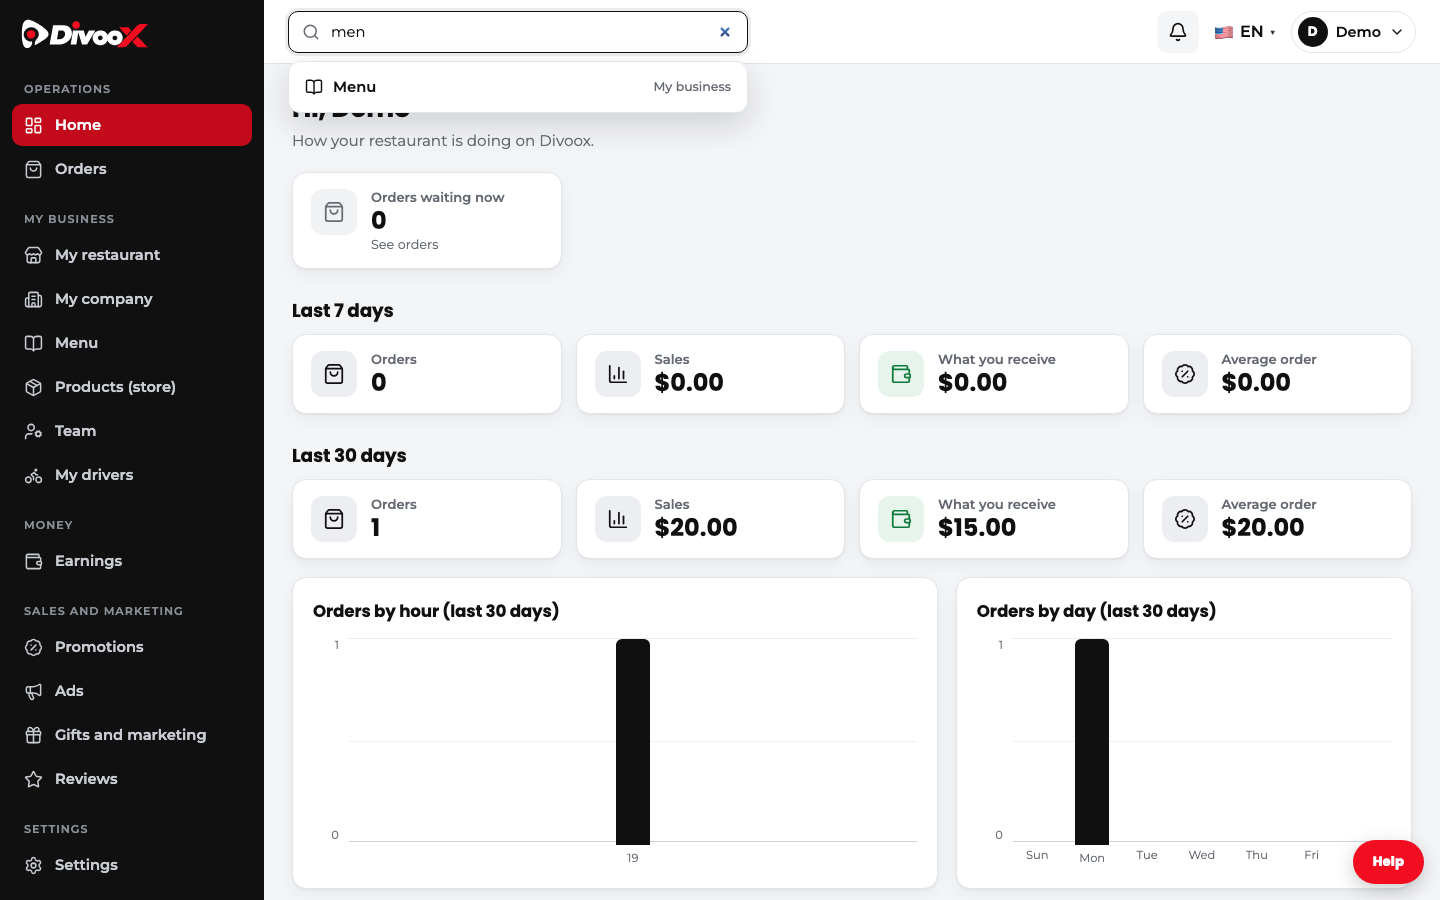 DivooX
OPERATIONS
Home
Orders
MY BUSINESS
My restaurant
My company
Menu
Products (store)
Team
My drivers
MONEY
Earnings
SALES AND MARKETING
Promotions
Ads
Gifts and marketing
Reviews
SETTINGS
Settings
men
EN
D
Demo
Menu
My business
Hi, Demo
How your restaurant is doing on Divoox.
Orders waiting now
0
See orders
Last 7 days
Orders
0
Sales
$0.00
What you receive
$0.00
Average order
$0.00
Last 30 days
Orders
1
Sales
$20.00
What you receive
$15.00
Average order
$20.00
Orders by hour (last 30 days)
1
0
19
Orders by day (last 30 days)
1
0
Sun Mon Tue Wed Thu Fri
Help